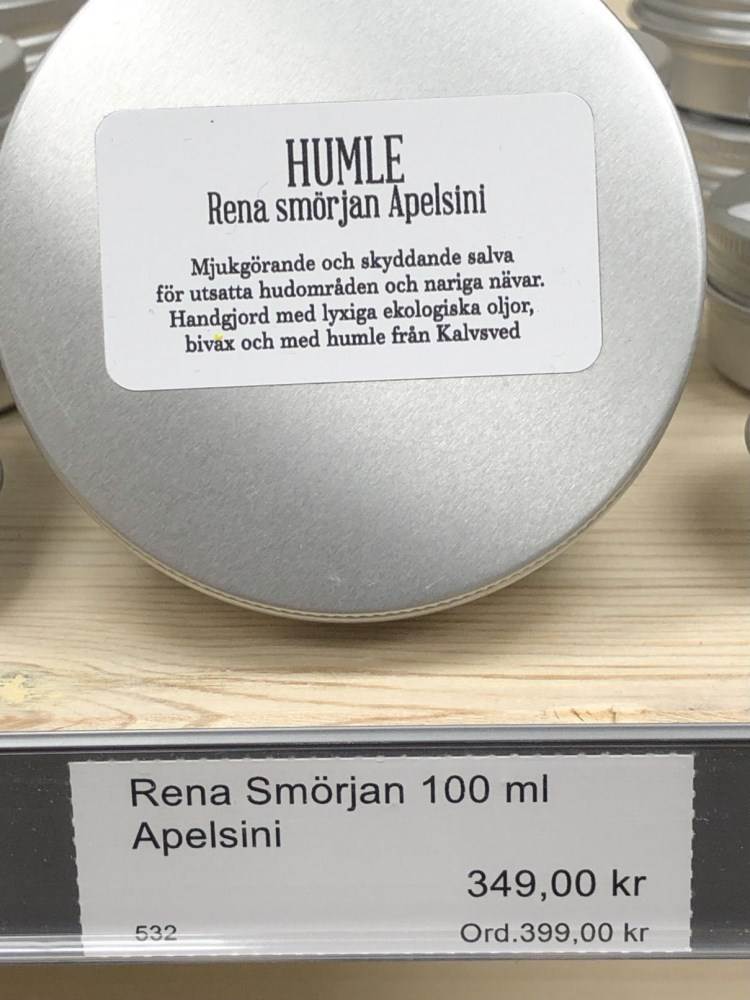 HUMLE
Rena smörjan Apelsini
Mjukgörande och skyddande salva
för utsatta hudområden och nariga nävar.
Handgjord med lyxiga ekologiska oljor,
bivax och med humle från Kalvsved
Rena Smörjan 100 ml
Apelsini
349,00 kr
532
Ord.399,00 kr